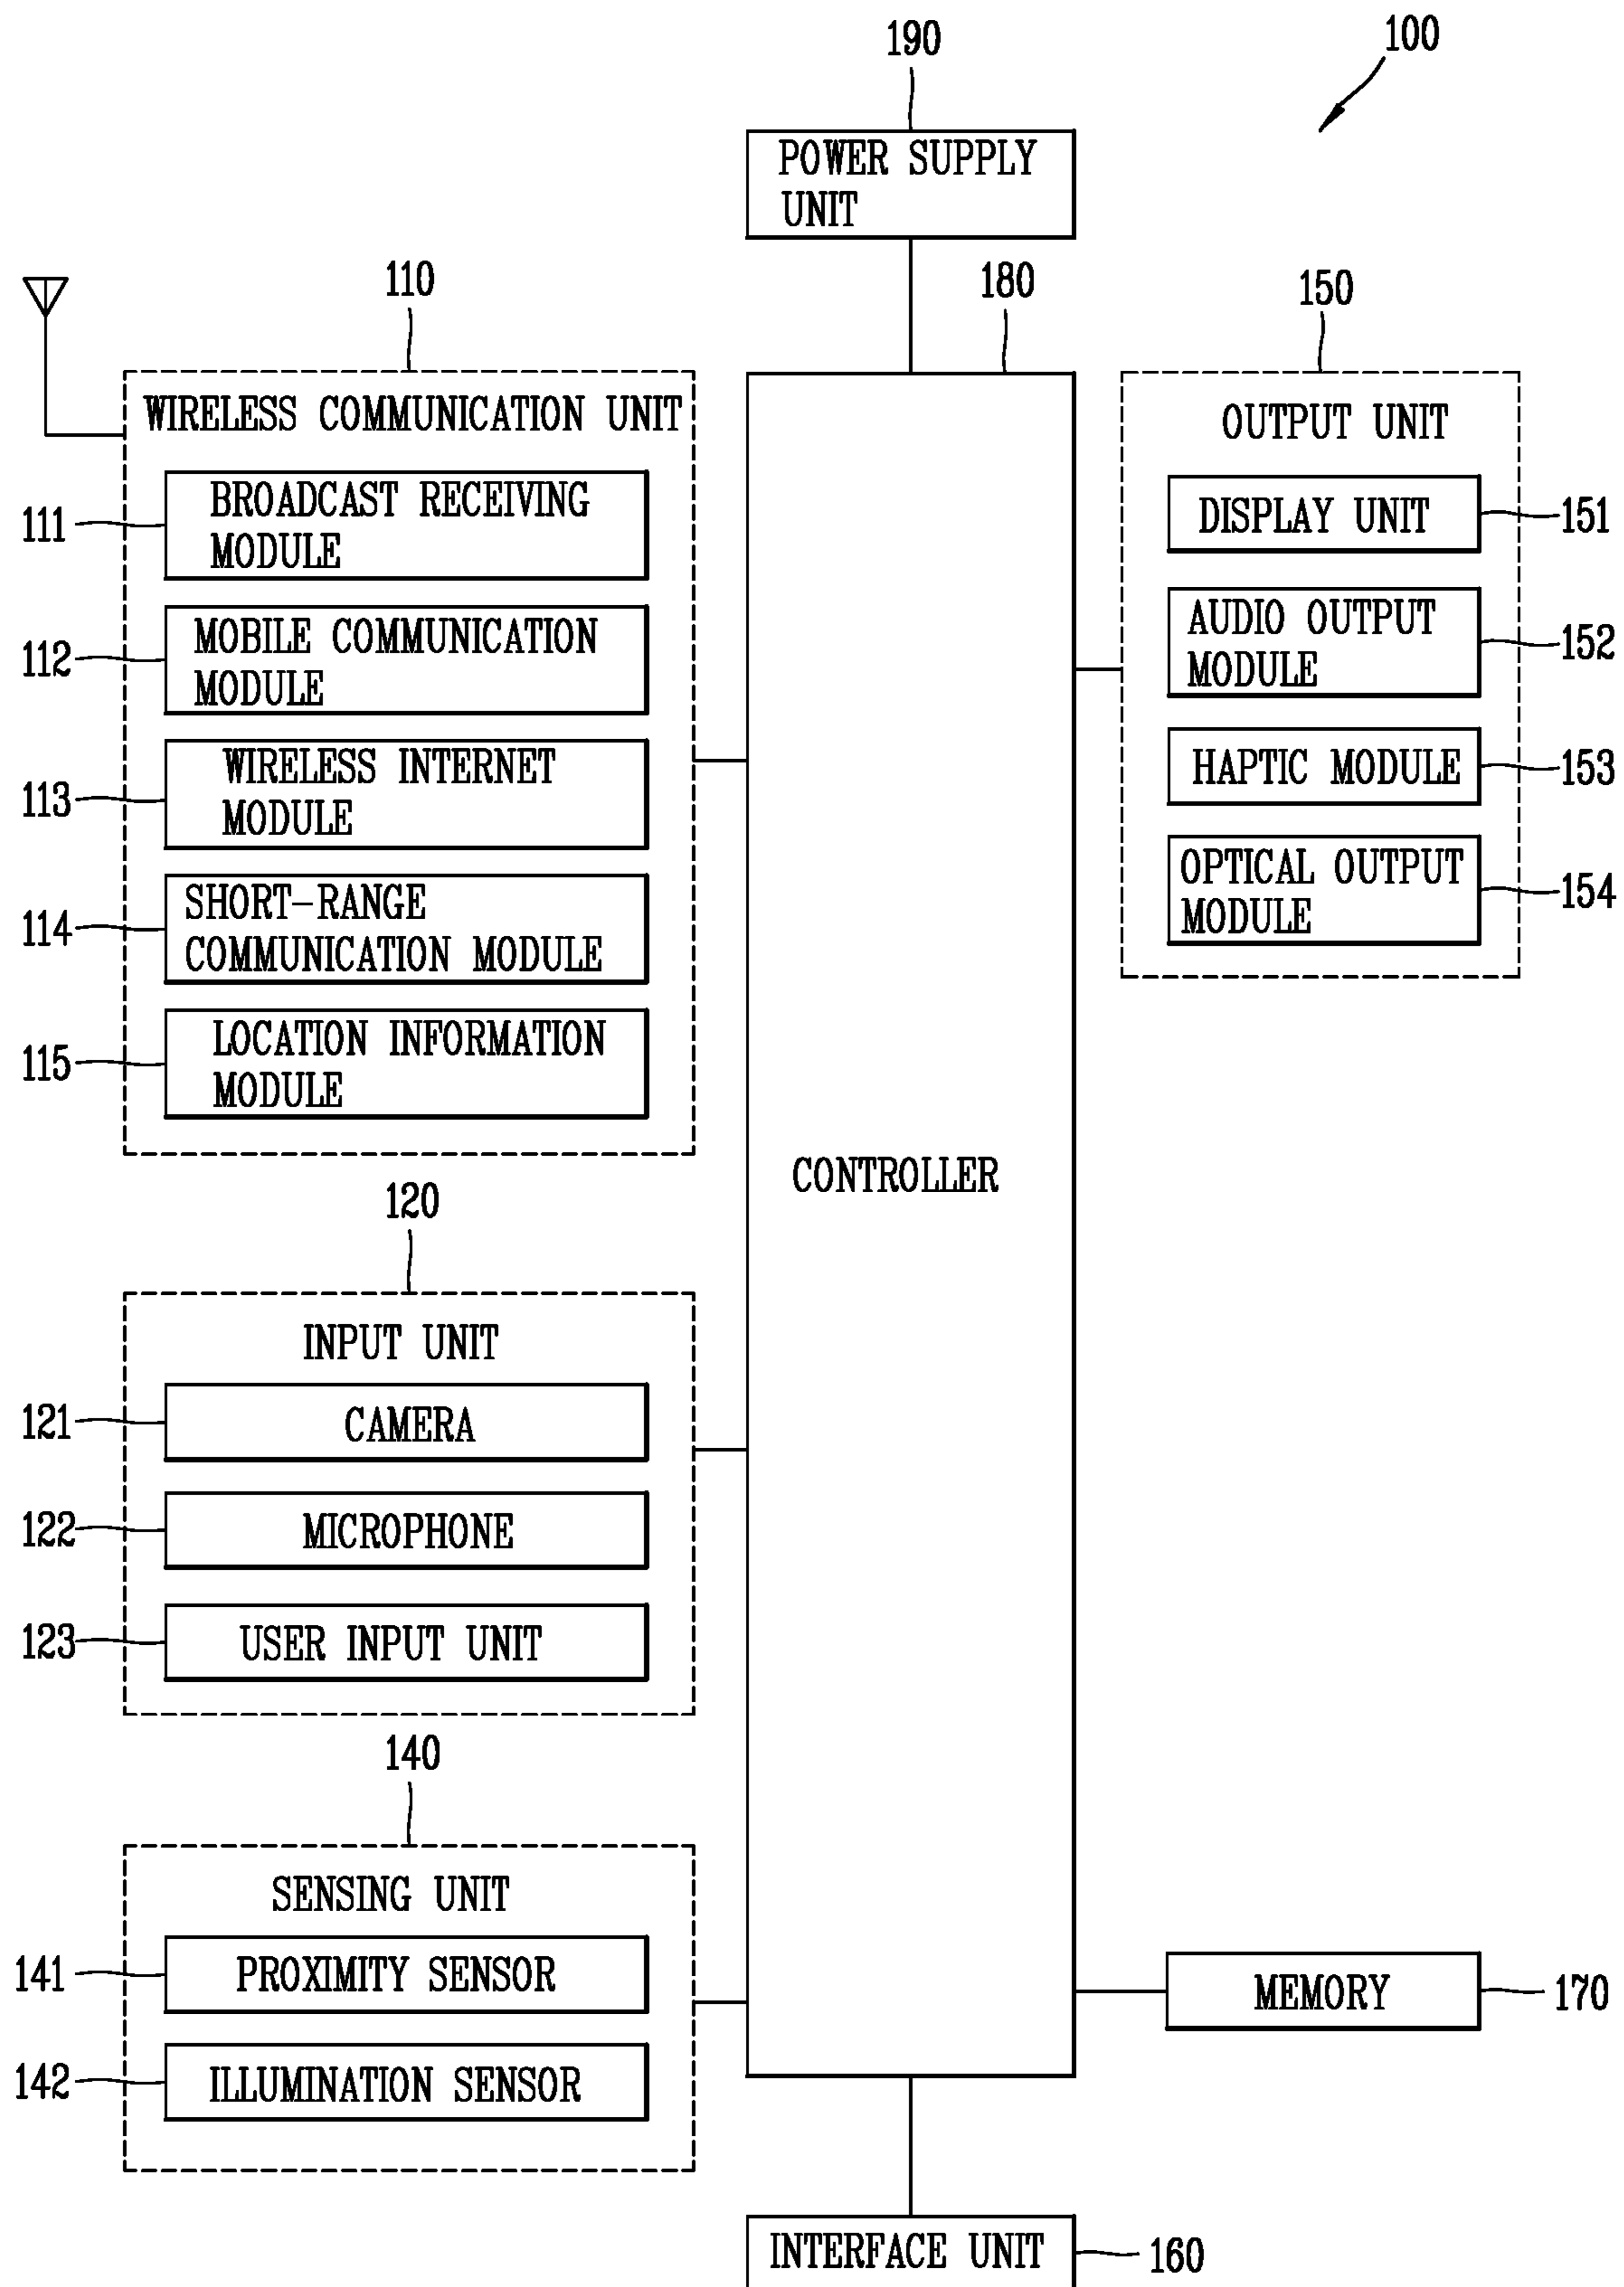 190
100
POWER SUPPLY
UNIT
110
180
150
WIRELESS COMMUNICATION UNIT
111
BROADCAST RECEIVING
MODULE
112
MOBILE COMMUNICATION
MODULE
113
WIRELESS INTERNET
MODULE
114
SHORT-RANGE
COMMUNICATION MODULE
115
LOCATION INFORMATION
MODULE
OUTPUT UNIT
DISPLAY UNIT
151
AUDIO OUTPUT
MODULE
152
HAPTIC MODULE
153
OPTICAL OUTPUT
MODULE
154
CONTROLLER
120
INPUT UNIT
121
CAMERA
122
MICROPHONE
123
USER INPUT UNIT
140
SENSING UNIT
141
PROXIMITY SENSOR
142
ILLUMINATION SENSOR
MEMORY
170
INTERFACE UNIT
160